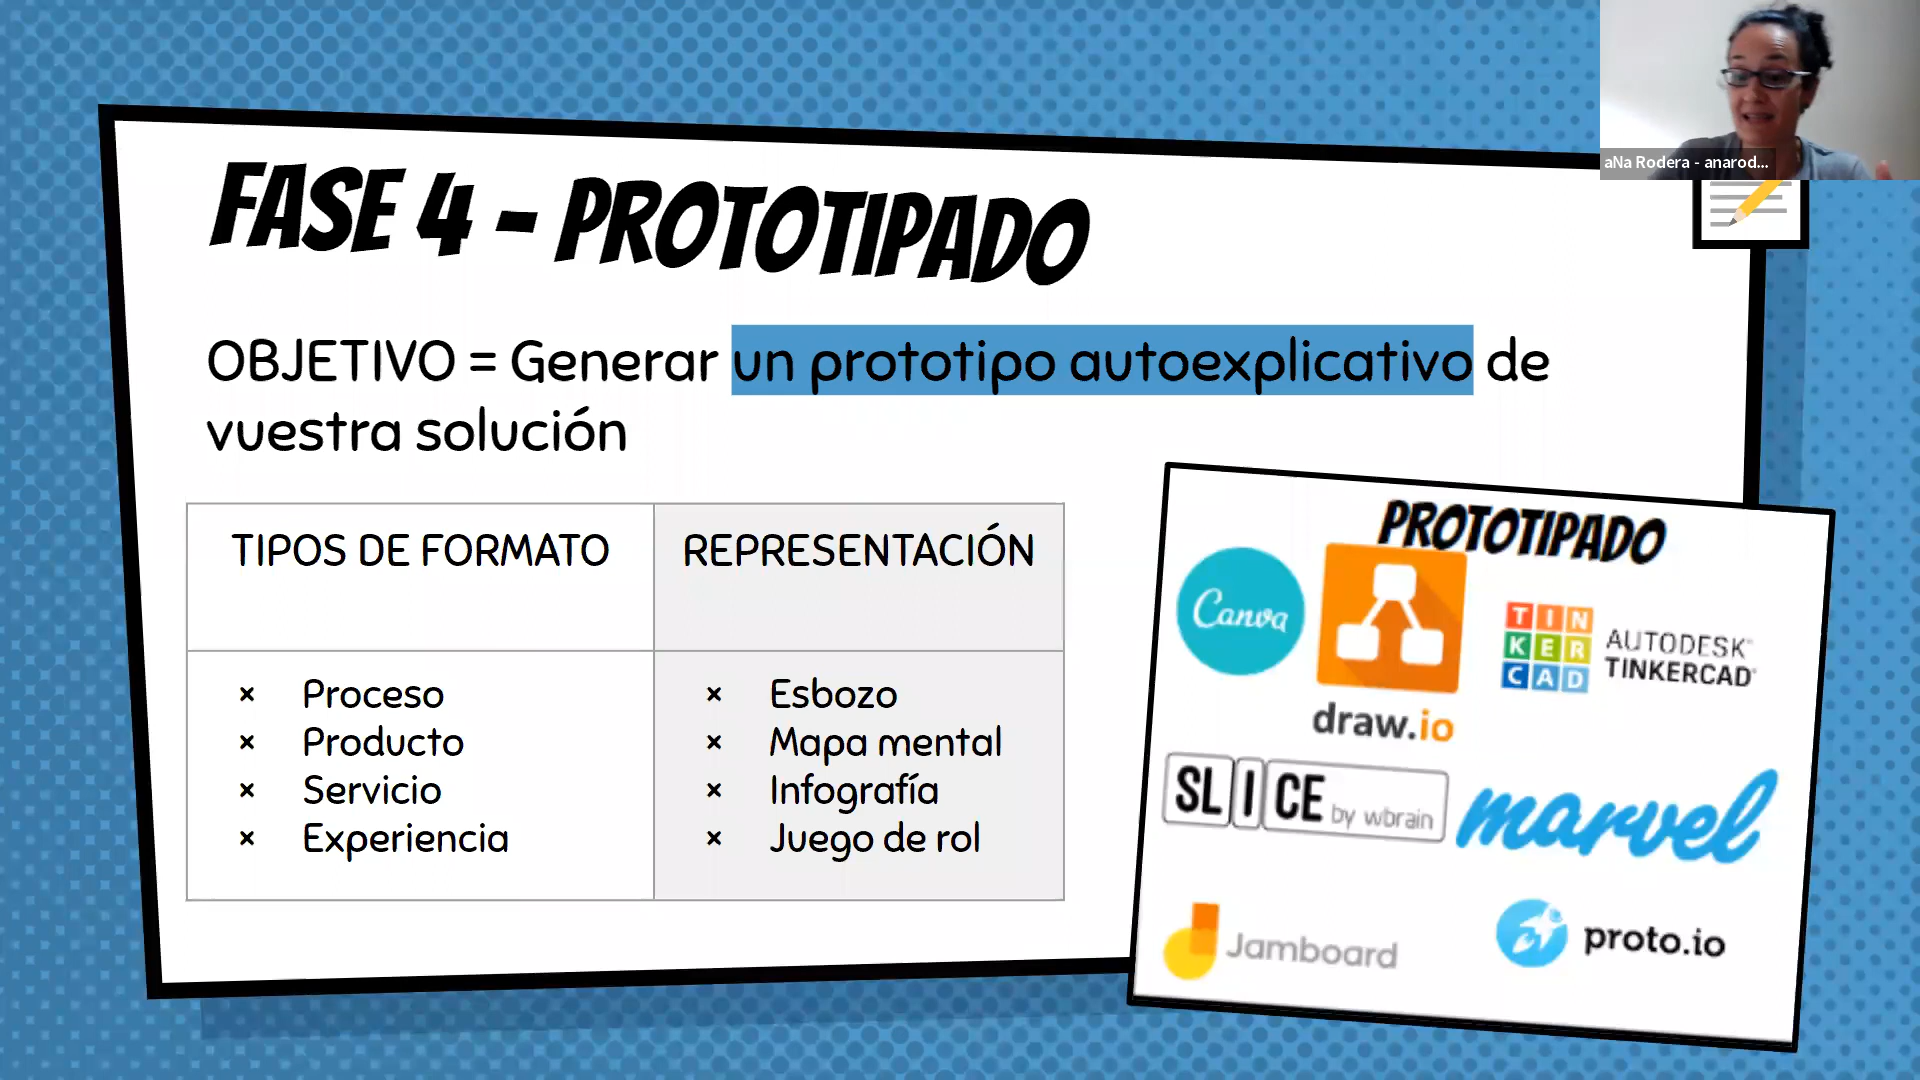 aNa Rodera - anarod...
FASE 4 - PROTOTIPADO
OBJETIVO = Generar un prototipo autoexplicativo de
vuestra solución
TIPOS DE FORMATO
REPRESENTACIÓN
× Proceso
× Producto
× Servicio
× Experiencia
× Esbozo
× Mapa mental
× Infografía
× Juego de rol
PROTOTIPADO
Canva
draw.io
TIN
KER
CAD
AUTODESK
TINKERCAD
SLICE by wbrain
marvel
Jamboard
proto.io